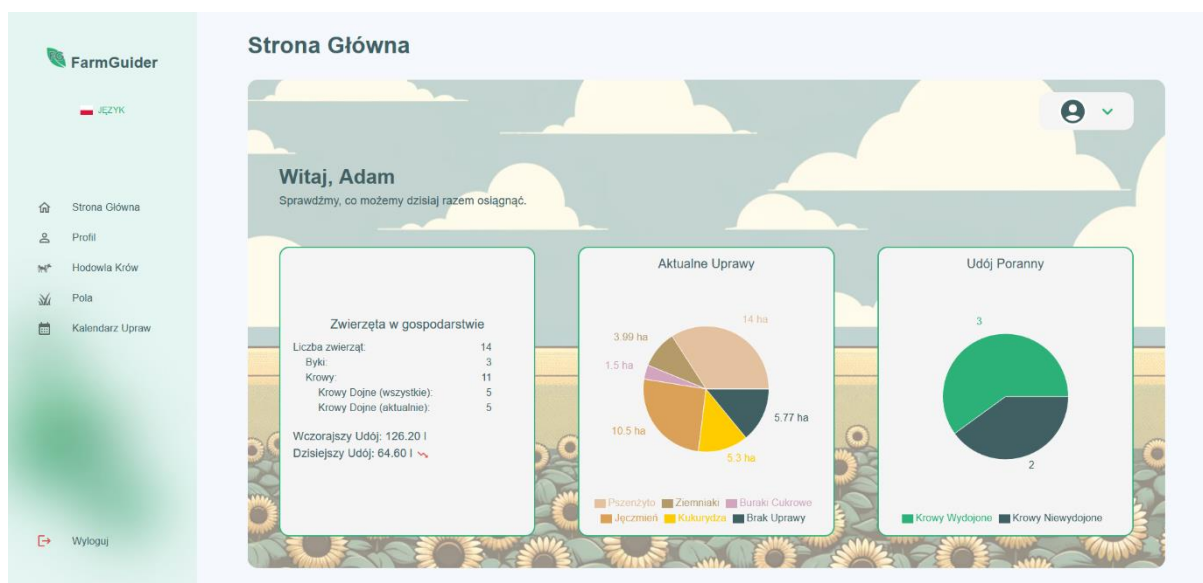 FarmGuider
JĘZYK
Strona Główna
Profil
Hodowla Krów
Pola
Kalendarz Upraw
Wyloguj
Strona Główna
Witaj, Adam
Sprawdźmy, co możemy dzisiaj razem osiągnąć.
Zwierzęta w gospodarstwie
Liczba zwierząt: 14
Byki: 3
Krowy: 11
Krowy Dojne (wszystkie): 5
Krowy Dojne (aktualnie): 5
Wczorajszy Udój: 126.20 l
Dzisiejszy Udój: 64.60 l
Aktualne Uprawy
14 ha
3.99 ha
1.5 ha
10.5 ha
5.3 ha
5.77 ha
Pszenżyto Ziemniaki Buraki Cukrowe
Jęczmień Kukurydza Brak Uprawy
Udój Poranny
3
2
Krowy Wydojone Krowy Niewydojone